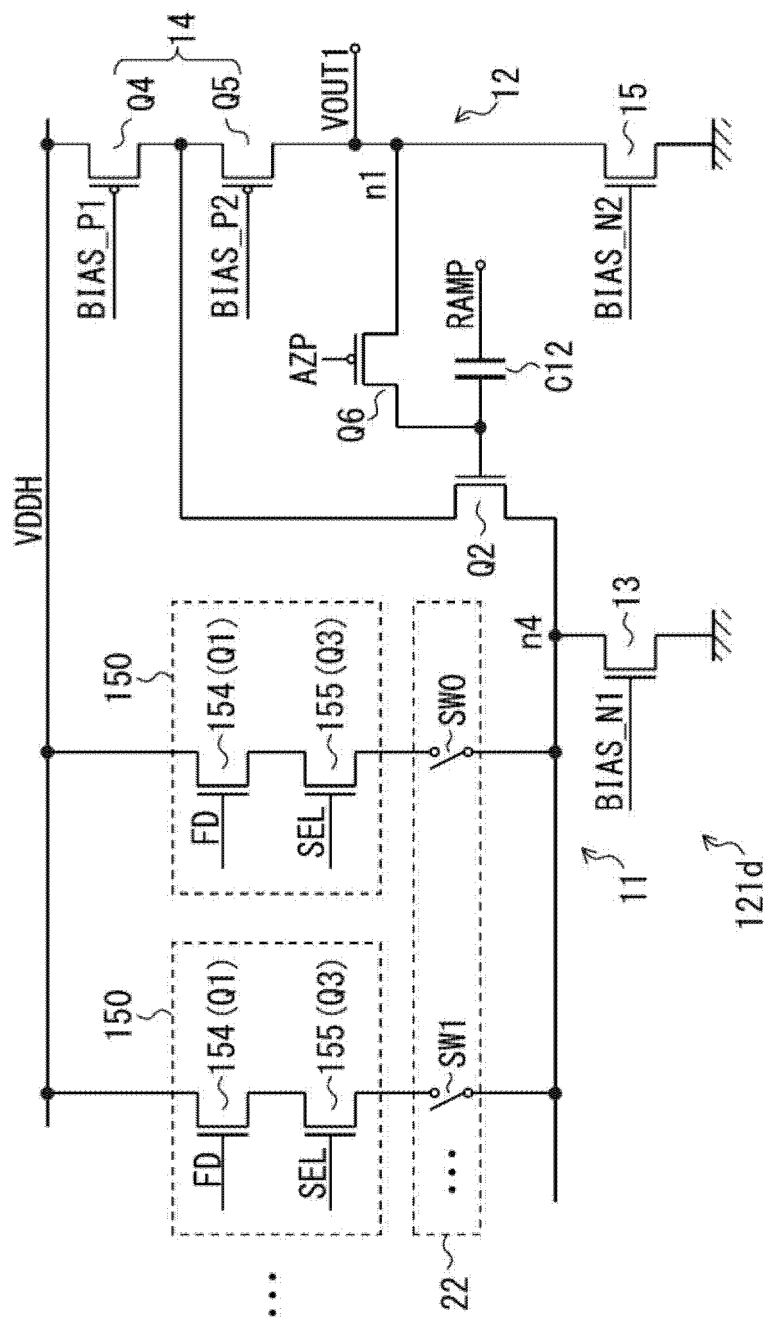 VDDH
150
154(Q1)
FD
155(Q3)
SEL
SW1
...
22
...
150
154(Q1)
FD
155(Q3)
SEL
SW0
n4
13
BIAS_N1
11
121d
Q2
Q6
AZP
C12
RAMP
BIAS_P1
Q4
14
BIAS_P2
Q5
VOUT1
n1
12
15
BIAS_N2